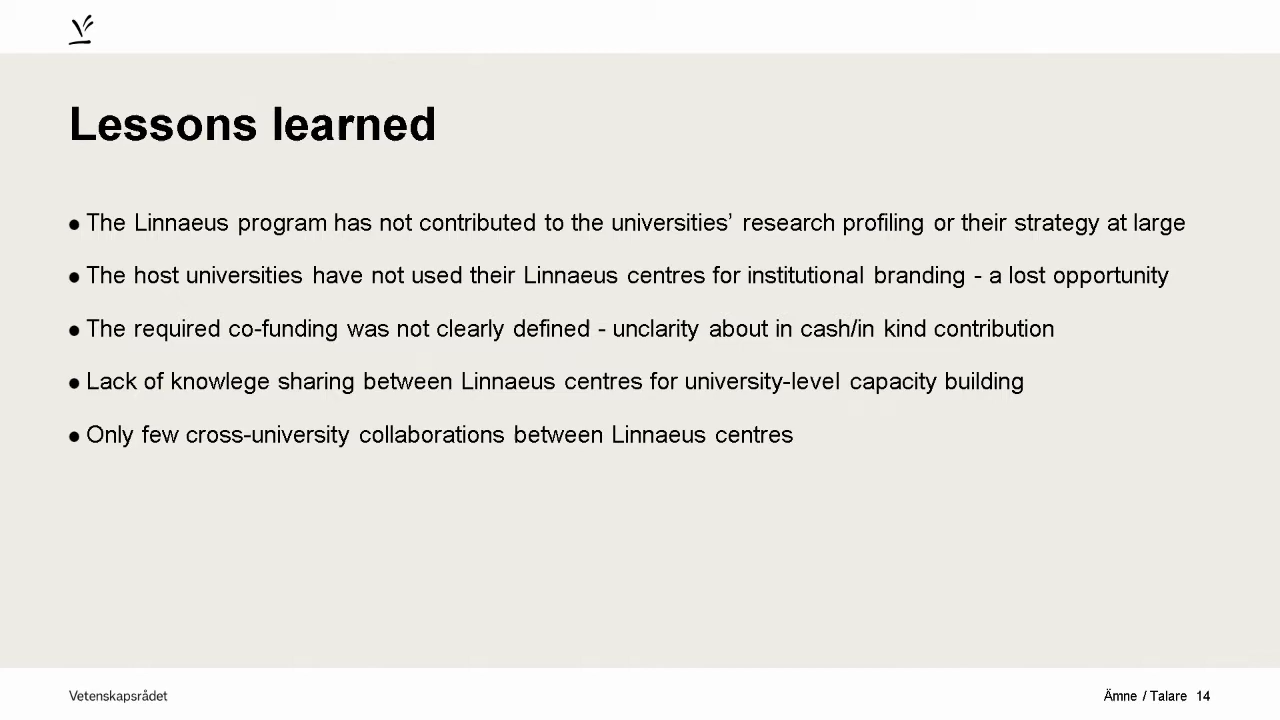 Lessons learned
● The Linnaeus program has not contributed to the universities’ research profiling or their strategy at large
● The host universities have not used their Linnaeus centres for institutional branding - a lost opportunity
● The required co-funding was not clearly defined - unclarity about in cash/in kind contribution
● Lack of knowlege sharing between Linnaeus centres for university-level capacity building
● Only few cross-university collaborations between Linnaeus centres
Vetenskapsrådet
Ämne / Talare 14